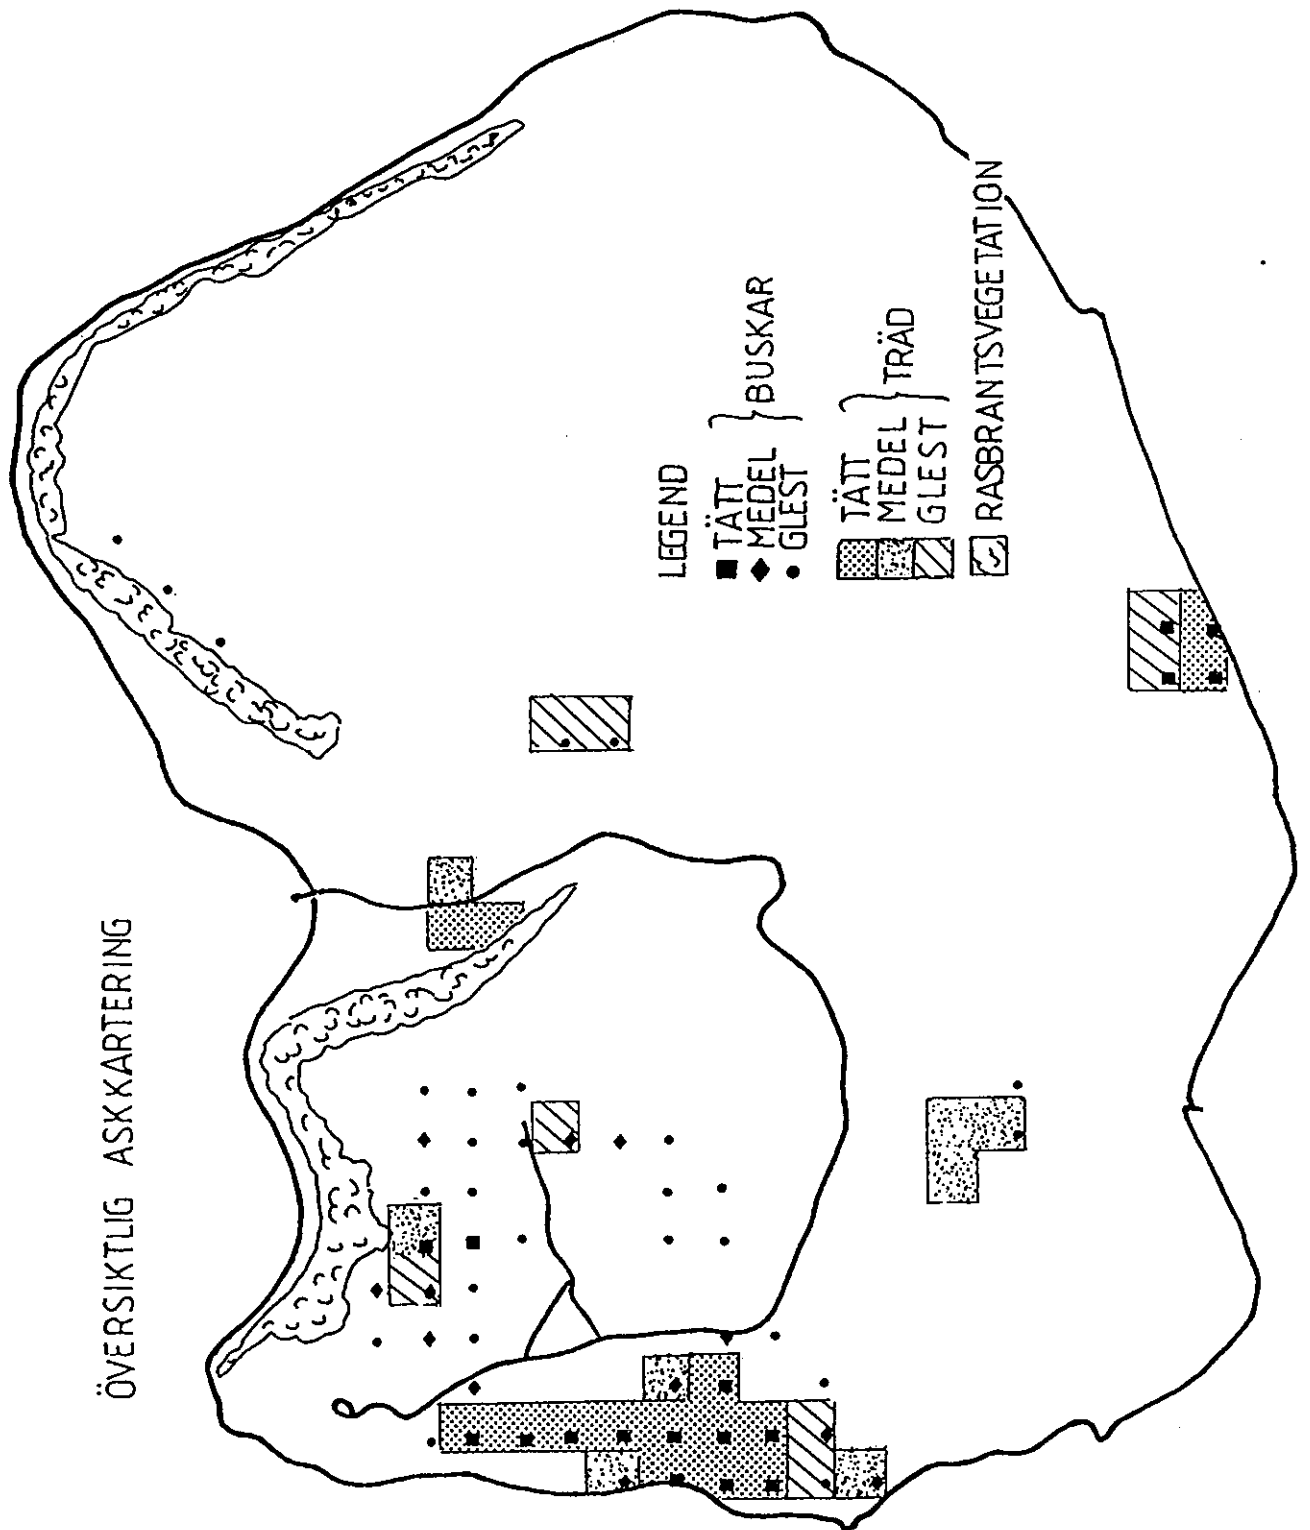 ÖVERSIKTLIG ASKKARTERING
LEGEND
TÄTT
MEDEL
GLEST
BUSKAR
TÄTT
MEDEL
GLEST
TRÄD
RASBRANTSVEGETATION